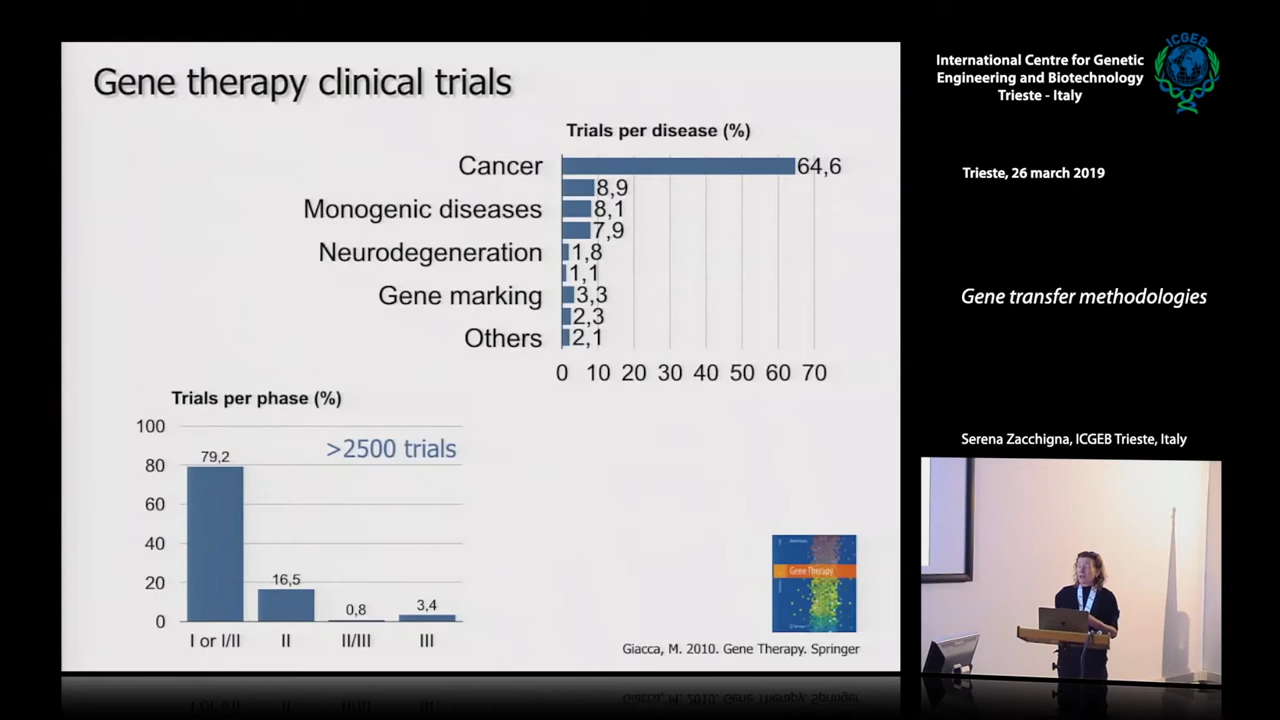 Gene therapy clinical trials
Trials per disease (%)
Cancer 64,6
8,9
Monogenic diseases 8,1
7,9
Neurodegeneration 1,8
1,1
Gene marking 3,3
2,3
Others 2,1
0 10 20 30 40 50 60 70
Trials per phase (%)
>2500 trials
100
80
60
40
20
0
79,2
16,5
0,8
3,4
I or I/II II II/III III
Gene Therapy
Giacca, M. 2010. Gene Therapy. Springer
International Centre for Genetic
Engineering and Biotechnology
Trieste - Italy
ICGEB
Trieste, 26 march 2019
Gene transfer methodologies
Serena Zacchigna, ICGEB Trieste, Italy